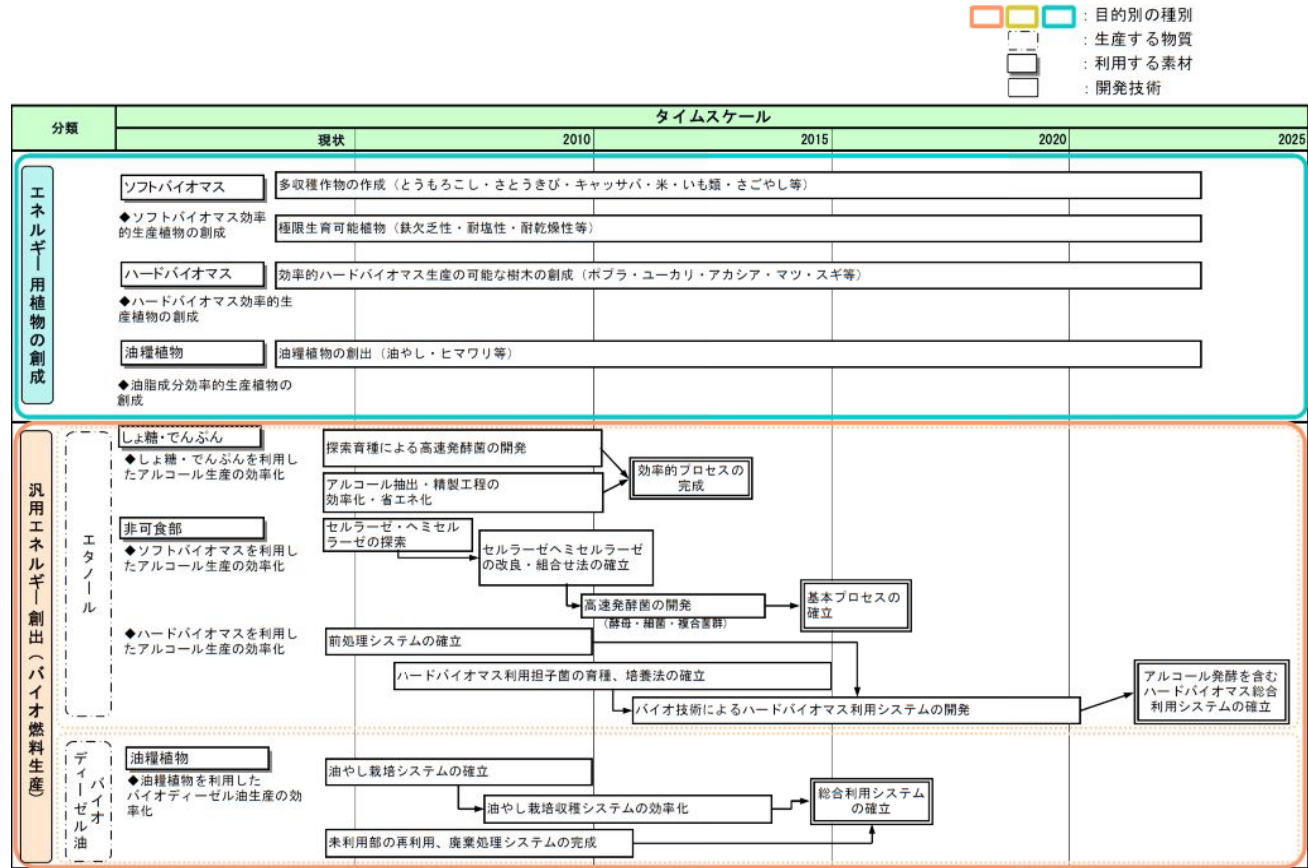 ：目的別の種別
：生産する物質
：利用する素材
：開発技術
分類
タイムスケール
現状
2010
2015
2020
2025
エネルギー用植物の創成
ソフトバイオマス
◆ソフトバイオマス効率
的生産植物の創成
多収穫作物の作成（とうもろこし・さとうきび・キャッサバ・米・いも類・さごやし等）
極限生育可能植物（鉄欠乏性・耐塩性・耐乾燥性等）
ハードバイオマス
◆ハードバイオマス効率的生
産植物の創成
効率的ハードバイオマス生産の可能な樹木の創成（ポプラ・ユーカリ・アカシア・マツ・スギ等）
油糧植物
◆油脂成分効率的生産植物の
創成
油糧植物の創出（油やし・ヒマワリ等）
汎用エネルギー創出（バイオ燃料生産）
エタノール
しょ糖・でんぷん
◆しょ糖・でんぷんを利用し
たアルコール生産の効率化
探索育種による高速発酵菌の開発
アルコール抽出・精製工程の
効率化・省エネ化
効率的プロセスの
完成
非可食部
◆ソフトバイオマスを利用し
たアルコール生産の効率化
セルラーゼ・ヘミセル
ラーゼの探索
セルラーゼヘミセルラーゼ
の改良・組合せ法の確立
高速発酵菌の開発
（酵母・細菌・複合菌群）
基本プロセスの
確立
◆ハードバイオマスを利用し
たアルコール生産の効率化
前処理システムの確立
ハードバイオマス利用担子菌の育種、培養法の確立
バイオ技術によるハードバイオマス利用システムの開発
アルコール発酵を含む
ハードバイオマス総合
利用システムの確立
バイオ
ディーゼル油
油糧植物
◆油糧植物を利用した
バイオディーゼル油生産の効
率化
油やし栽培システムの確立
油やし栽培収穫システムの効率化
未利用部の再利用、廃棄処理システムの完成
総合利用システム
の確立